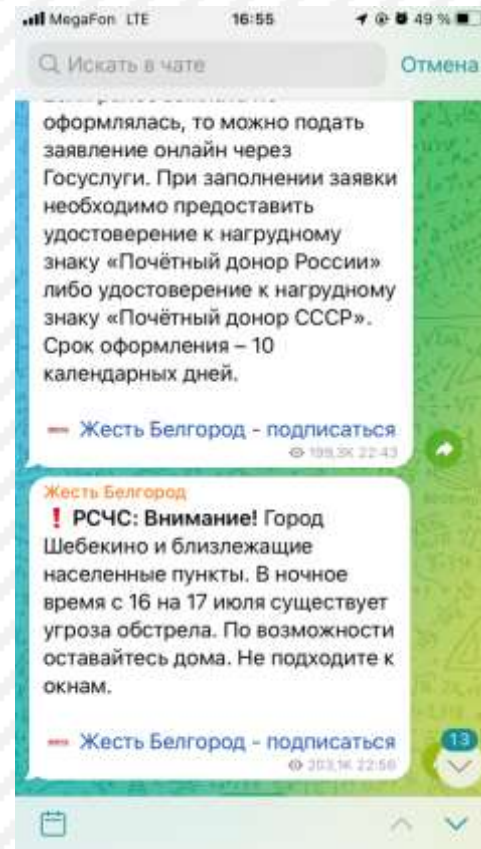 MegaFon LTE 16:55 49 %
Искать в чате Отмена
оформлялась, то можно подать
заявление онлайн через
Госуслуги. При заполнении заявки
необходимо предоставить
удостоверение к нагрудному
знаку «Почётный донор России»
либо удостоверение к нагрудному
знаку «Почётный донор СССР».
Срок оформления – 10
календарных дней.
Жесть Белгород - подписаться
199,3K 22:43
Жесть Белгород
❗ РСЧС: Внимание! Город
Шебекино и близлежащие
населенные пункты. В ночное
время с 16 на 17 июля существует
угроза обстрела. По возможности
оставайтесь дома. Не подходите к
окнам.
Жесть Белгород - подписаться
203,1K 22:56
13